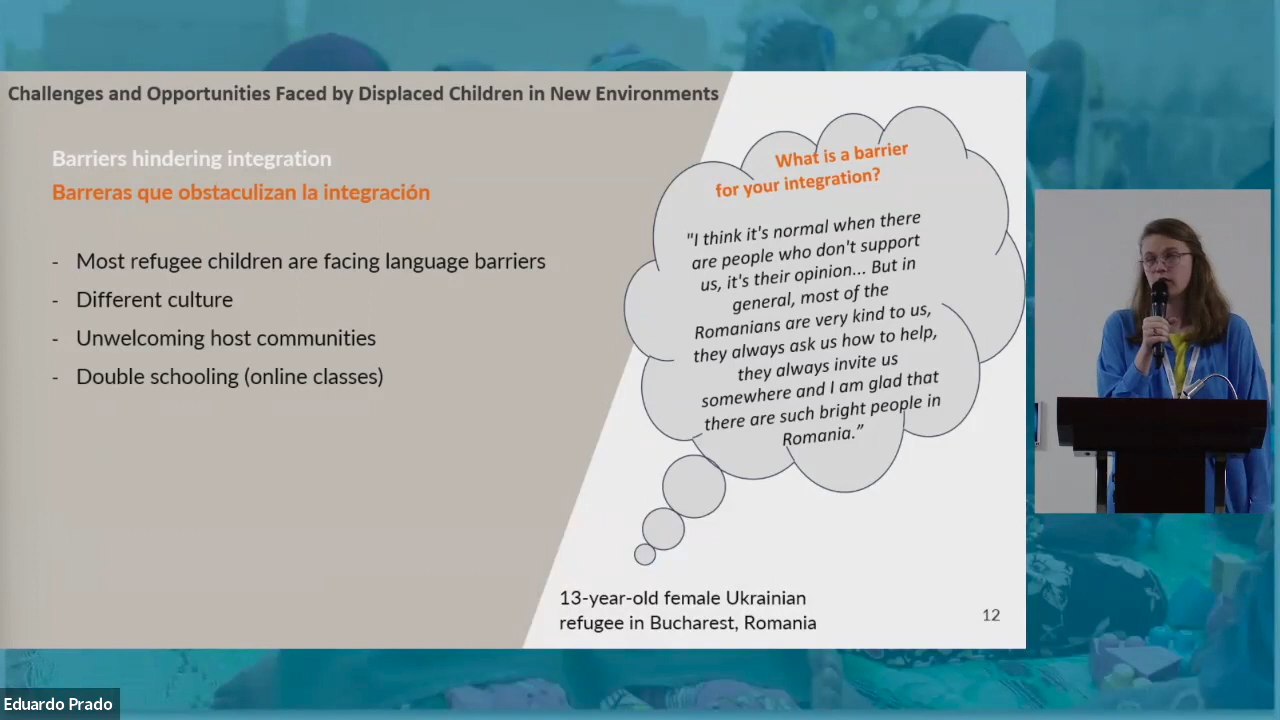 Challenges and Opportunities Faced by Displaced Children in New Environments
Barriers hindering integration
Barreras que obstaculizan la integración
- Most refugee children are facing language barriers
- Different culture
- Unwelcoming host communities
- Double schooling (online classes)
What is a barrier
for your integration?
"I think it's normal when there
are people who don't support
us, it's their opinion... But in
general, most of the
Romanians are very kind to us,
they always ask us how to help,
they always invite us
somewhere and I am glad that
there are such bright people in
Romania.”
13-year-old female Ukrainian
refugee in Bucharest, Romania
12
Eduardo Prado